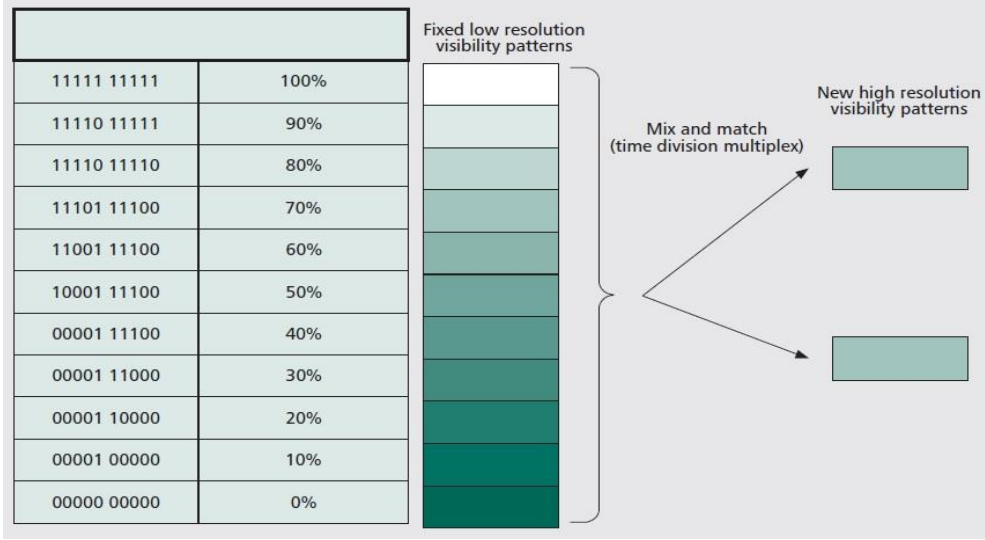 Fixed low resolution
visibility patterns
11111 11111 100%
11110 11111 90%
11110 11110 80%
11101 11100 70%
11001 11100 60%
10001 11100 50%
00001 11100 40%
00001 11000 30%
00001 10000 20%
00001 00000 10%
00000 00000 0%
Mix and match
(time division multiplex)
New high resolution
visibility patterns